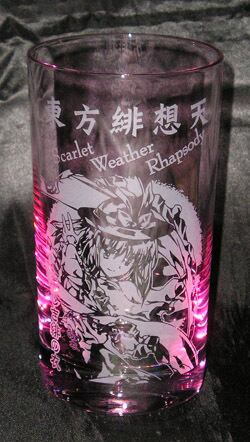 東方緋想天
Scarlet
Weather
Rhapsody